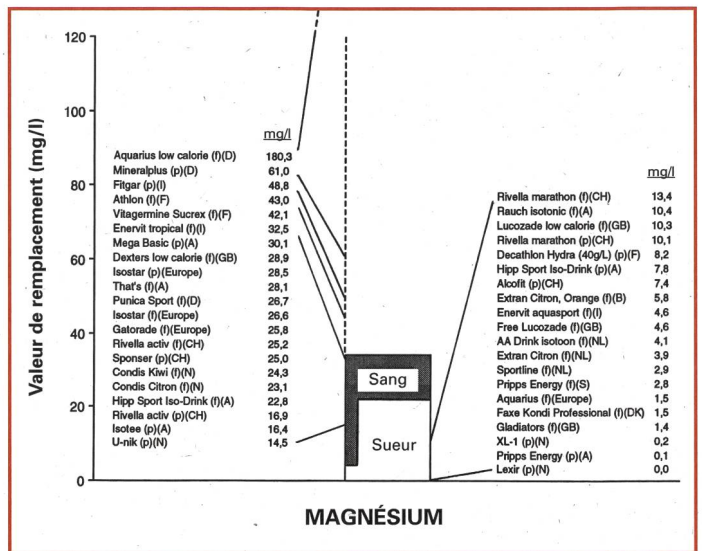 Valeur de remplacement (mg/l)
120
100
80
60
40
20
0
mg/l
Aquarius low calorie (f)(D) 180,3
Mineralplus (p)(D) 61,0
Fitgar (p)(I) 48,8
Athlon (f)(F) 43,0
Vitagermine Sucrex (f)(F) 42,1
Enervit tropical (f)(I) 32,5
Mega Basic (p)(A) 30,1
Dexters low calorie (f)(GB) 28,9
Isostar (p)(Europe) 28,5
That's (f)(A) 28,1
Punica Sport (f)(D) 26,7
Isostar (f)(Europe) 26,6
Gatorade (f)(Europe) 25,8
Rivella activ (f)(CH) 25,2
Sponser (p)(CH) 25,0
Condis Kiwi (f)(N) 24,3
Condis Citron (f)(N) 23,1
Hipp Sport Iso-Drink (f)(A) 22,8
Rivella activ (p)(CH) 16,9
Isotee (p)(A) 16,4
U-nik (p)(N) 14,5
Sang
Sueur
mg/l
Rivella marathon (f)(CH) 13,4
Rauch isotonic (f)(A) 10,4
Lucozade low calorie (f)(GB) 10,3
Rivella marathon (p)(CH) 10,1
Decathlon Hydra (40g/L) (p)(F) 8,2
Hipp Sport Iso-Drink (p)(A) 7,8
Alcofit (p)(CH) 7,4
Extran Citron, Orange (f)(B) 5,8
Enervit aquasport (f)(I) 4,6
Free Lucozade (f)(GB) 4,6
AA Drink isotoon (f)(NL) 4,1
Extran Citron (f)(NL) 3,9
Sportline (f)(NL) 2,9
Pripps Energy (f)(S) 2,8
Aquarius (f)(Europe) 1,5
Faxe Kondi Professional (f)(DK) 1,5
Gladiators (f)(GB) 1,4
XL-1 (p)(N) 0,2
Pripps Energy (p)(A) 0,1
Lexir (p)(N) 0,0
MAGNÉSIUM